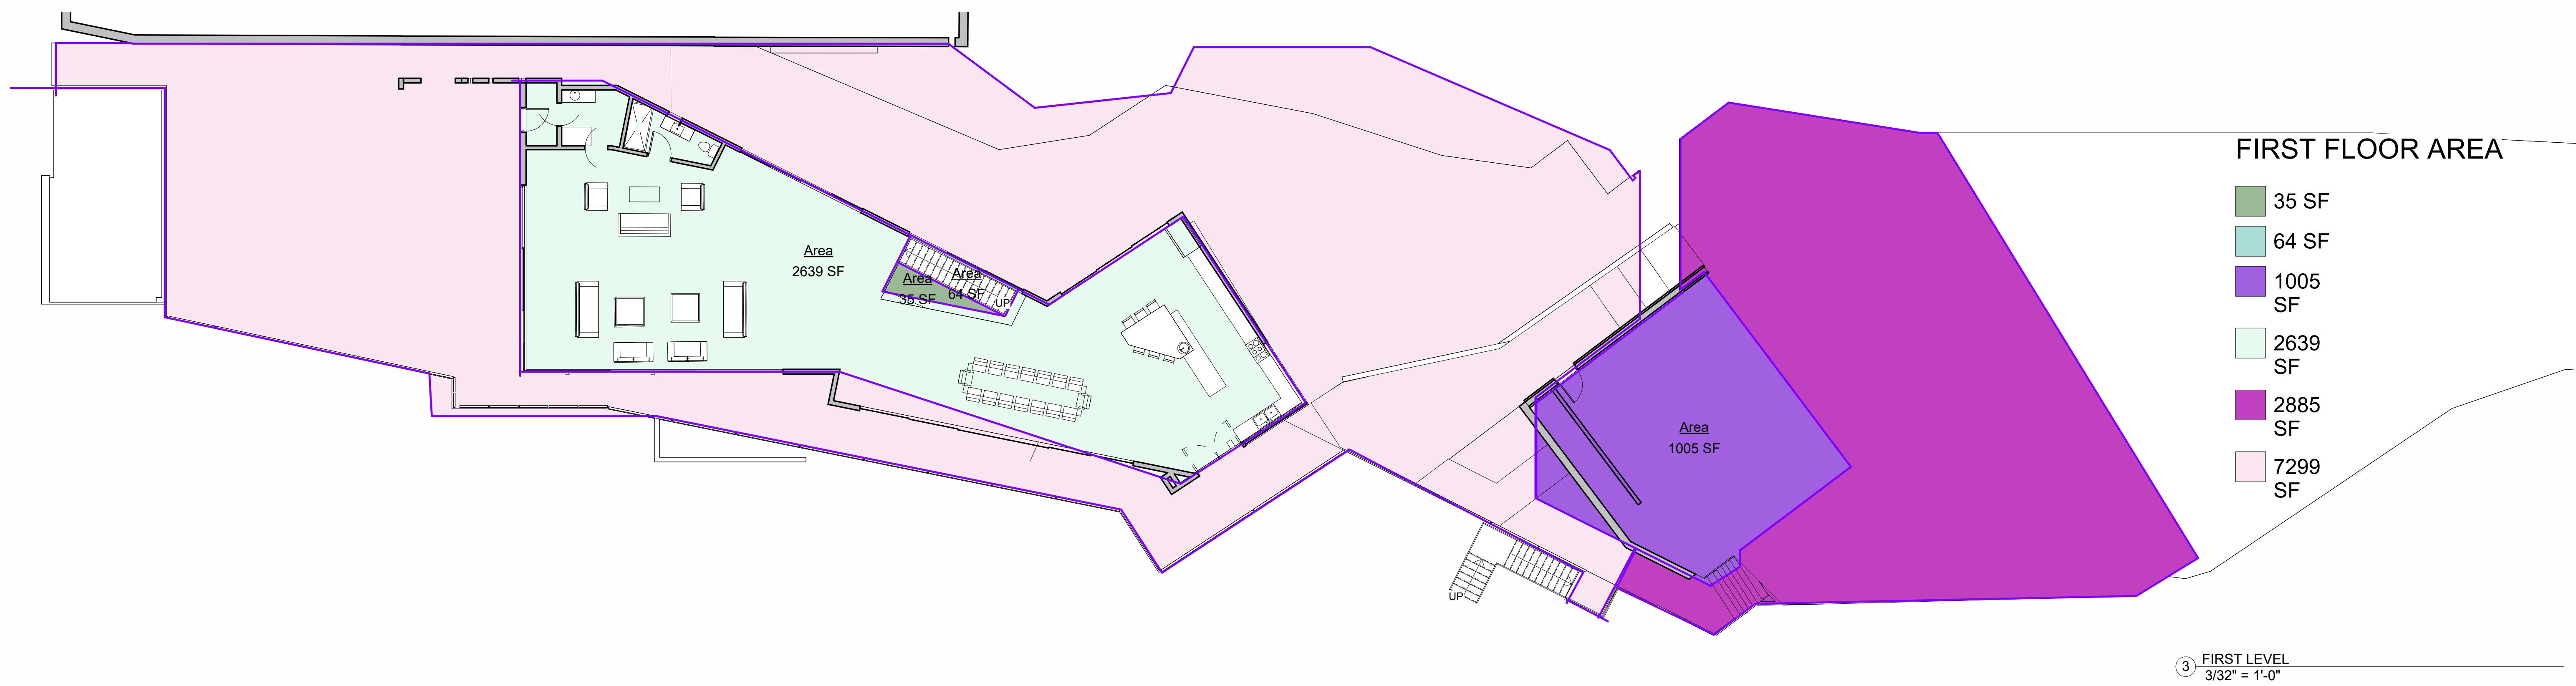 FIRST FLOOR AREA
35 SF
64 SF
1005
SF
2639
SF
2885
SF
7299
SF
Area
2639 SF
Area
35 SF
Area
64 SF
UP
Area
1005 SF
UP
3
FIRST LEVEL
3/32" = 1'-0"